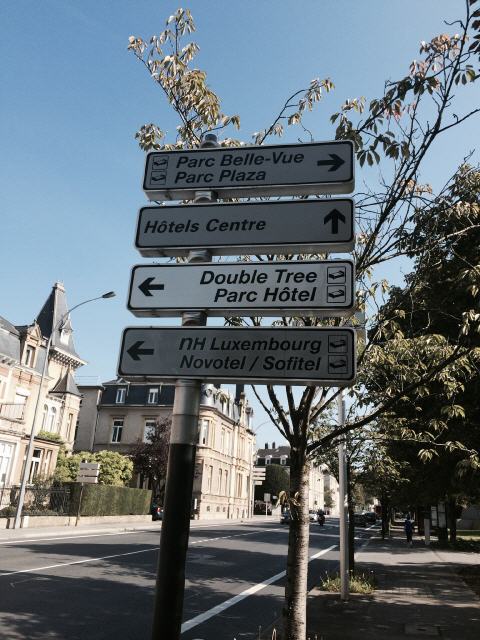 Parc Belle-Vue
Parc Plaza
Hôtels Centre
Double Tree
Parc Hôtel
nH Luxembourg
Novotel / Sofitel